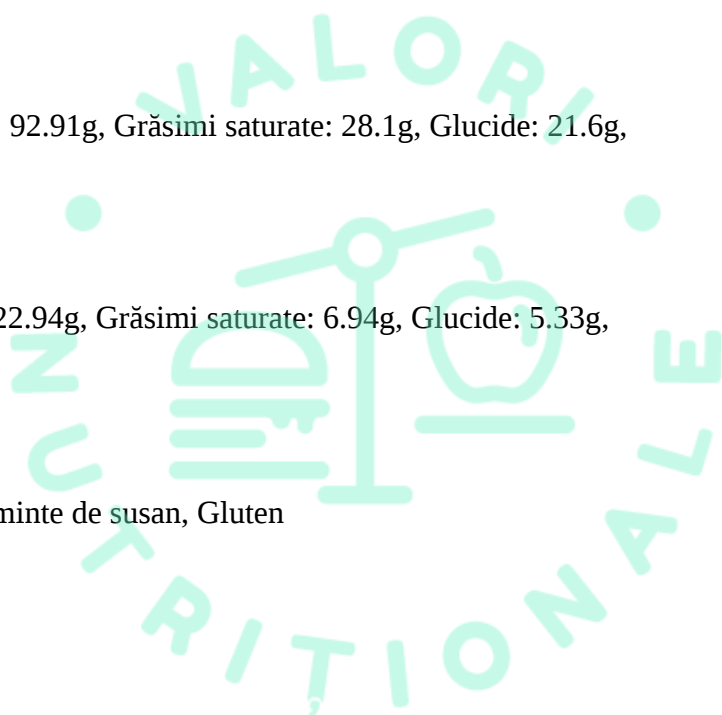 VALORI
92.91g, Grăsimi saturate: 28.1g, Glucide: 21.6g,
22.94g, Grăsimi saturate: 6.94g, Glucide: 5.33g,
minte de susan, Gluten
NUTRIȚIONALE